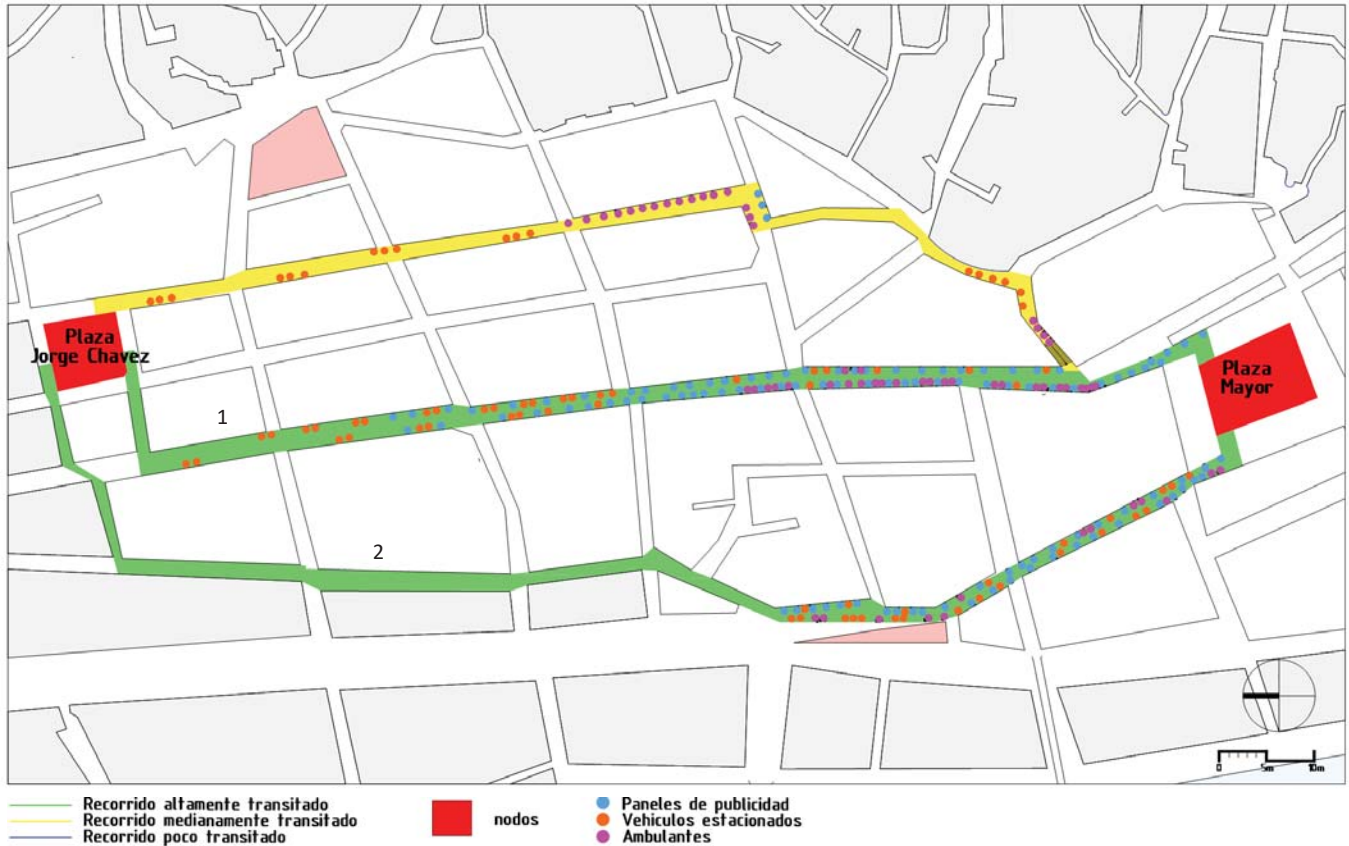 Plaza
Jorge Chavez
Plaza
Mayor
1
2
0 5m 10m
Recorrido altamente transitado
Recorrido medianamente transitado
Recorrido poco transitado
nodos
Paneles de publicidad
Vehiculos estacionados
Ambulantes